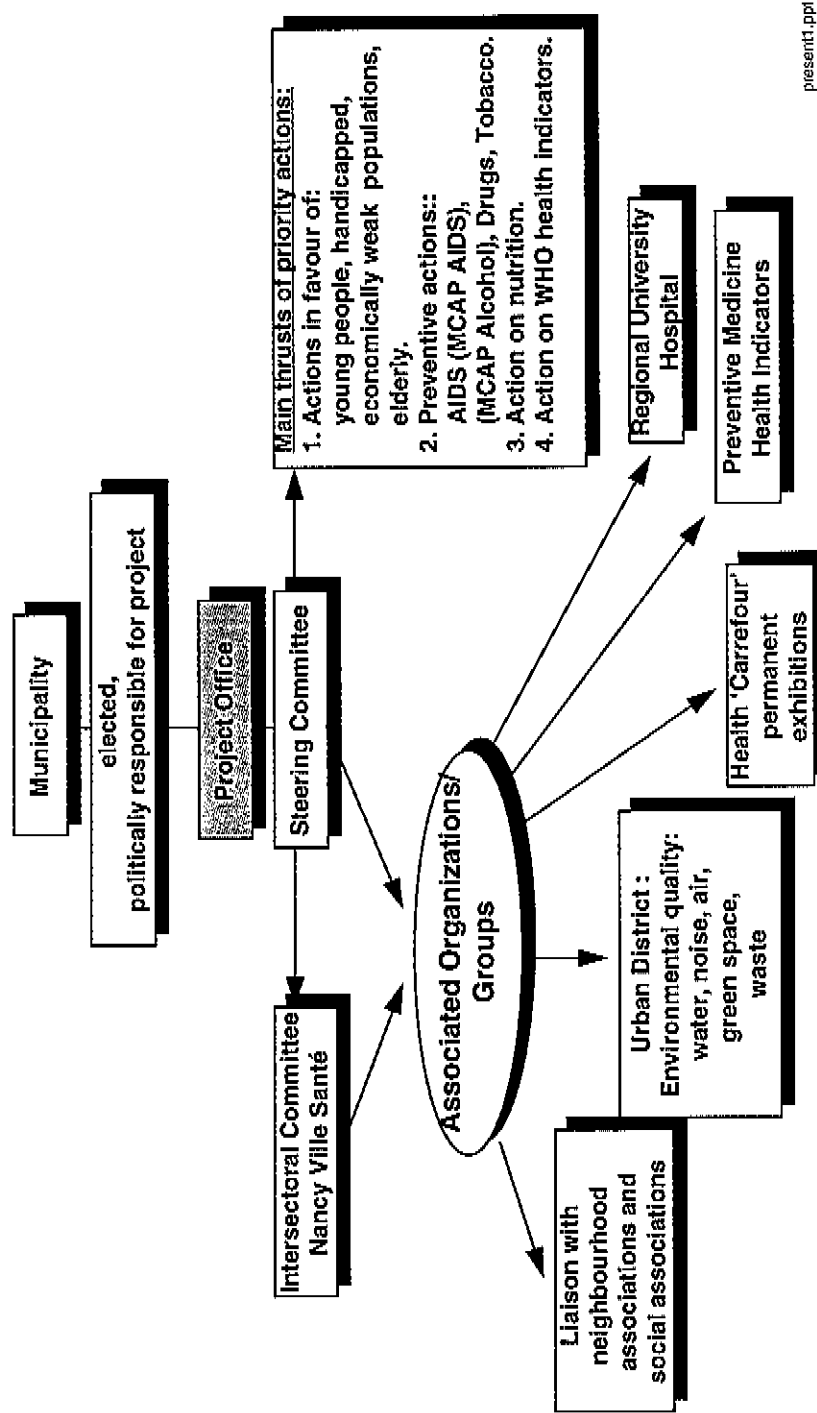 Municipality
elected,
politically responsible for project
Project Office
Steering Committee
Intersectoral Committee
Nancy Ville Santé
Main thrusts of priority actions:
1. Actions in favour of:
young people, handicapped,
economically weak populations,
elderly.
2. Preventive actions::
AIDS (MCAP AIDS),
(MCAP Alcohol), Drugs, Tobacco.
3. Action on nutrition.
4. Action on WHO health indicators.
Associated Organizations/
Groups
Liaison with
neighbourhood
associations and
social associations
Urban District :
Environmental quality:
water, noise, air,
green space,
waste
Health 'Carrefour'
permanent
exhibitions
Preventive Medicine
Health Indicators
Regional University
Hospital
present1.ppt